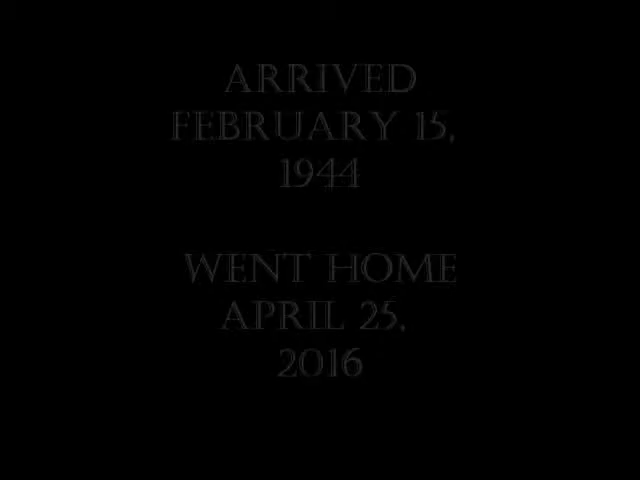 ARRIVED
FEBRUARY 15,
1944
WENT HOME
APRIL 25,
2016